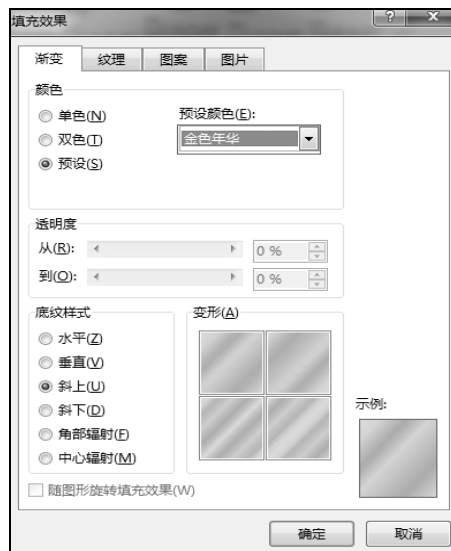 填充效果
渐变 纹理 图案 图片
颜色
单色(N)
双色(T)
预设(S)
预设颜色(E):
金色年华
透明度
从(R): 0 %
到(O): 0 %
底纹样式
水平(Z)
垂直(V)
斜上(U)
斜下(D)
角部辐射(F)
中心辐射(M)
变形(A)
示例:
随图形旋转填充效果(W)
确定 取消